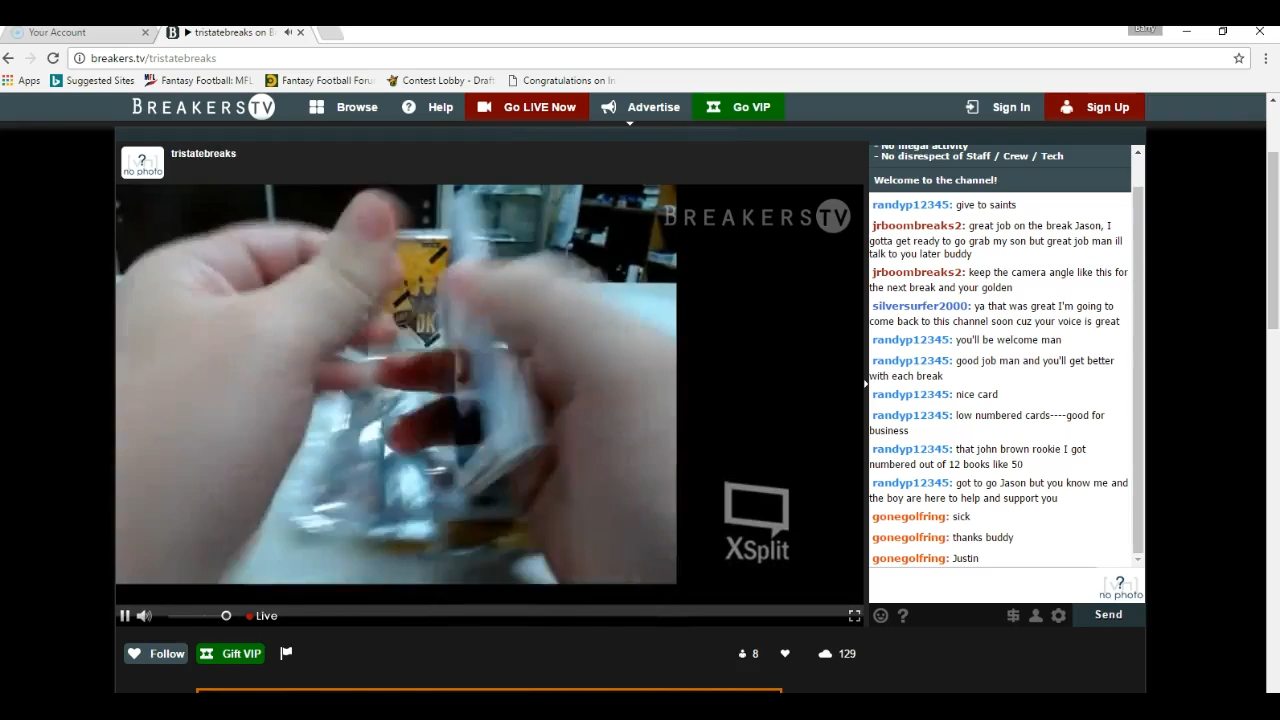 Your Account
tristatebreaks on B
Barry
breakers.tv/tristatebreaks
Apps
Suggested Sites
Fantasy Football: MFL
Fantasy Football Foru
Contest Lobby - Draft
Congratulations on In
BREAKERS TV
Browse
Help
Go LIVE Now
Advertise
Go VIP
Sign In
Sign Up
? no photo
tristatebreaks
BREAKERS TV
DK
XSplit
- No illegal activity
- No disrespect of Staff / Crew / Tech
Welcome to the channel!
randyp12345: give to saints
jrboombreaks2: great job on the break Jason, I
gotta get ready to go grab my son but great job man ill
talk to you later buddy
jrboombreaks2: keep the camera angle like this for
the next break and your golden
silversurfer2000: ya that was great I'm going to
come back to this channel soon cuz your voice is great
randyp12345: you'll be welcome man
randyp12345: good job man and you'll get better
with each break
randyp12345: nice card
randyp12345: low numbered cards----good for
business
randyp12345: that john brown rookie I got
numbered out of 12 books like 50
randyp12345: got to go Jason but you know me and
the boy are here to help and support you
gonegolfring: sick
gonegolfring: thanks buddy
gonegolfring: Justin
? no photo
Live
Send
Follow
Gift VIP
8
129